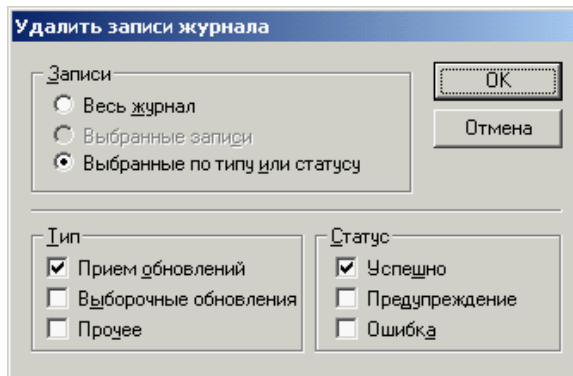 Удалить записи журнала
Записи
Весь журнал
Выбранные записи
Выбранные по типу или статусу
OK
Отмена
Тип
Прием обновлений
Выборочные обновления
Прочее
Статус
Успешно
Предупреждение
Ошибка